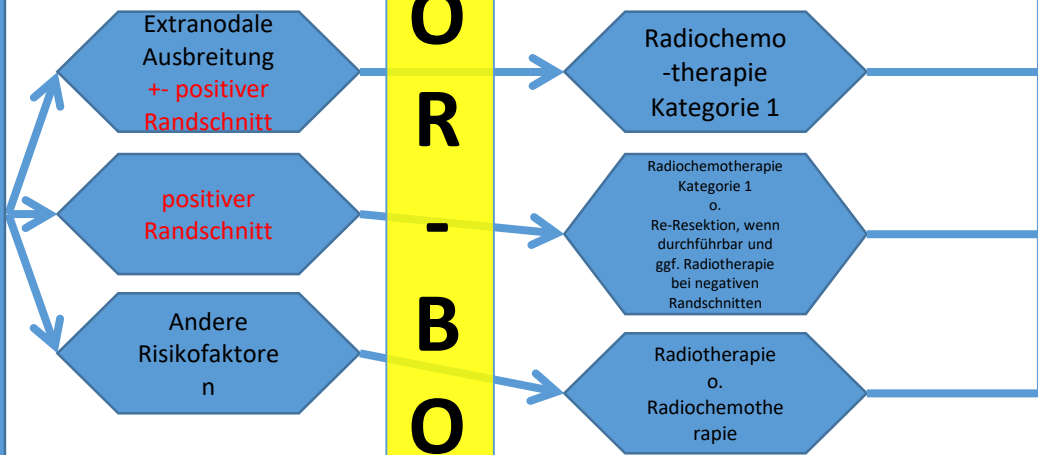 Extranodale
Ausbreitung
+- positiver
Randschnitt
positiver
Randschnitt
Andere
Risikofaktore
n
O
R
-
B
O
Radiochemo
-therapie
Kategorie 1
Radiochemotherapie
Kategorie 1
o.
Re-Resektion, wenn
durchführbar und
ggf. Radiotherapie
bei negativen
Randschnitten
Radiotherapie
o.
Radiochemothe
rapie